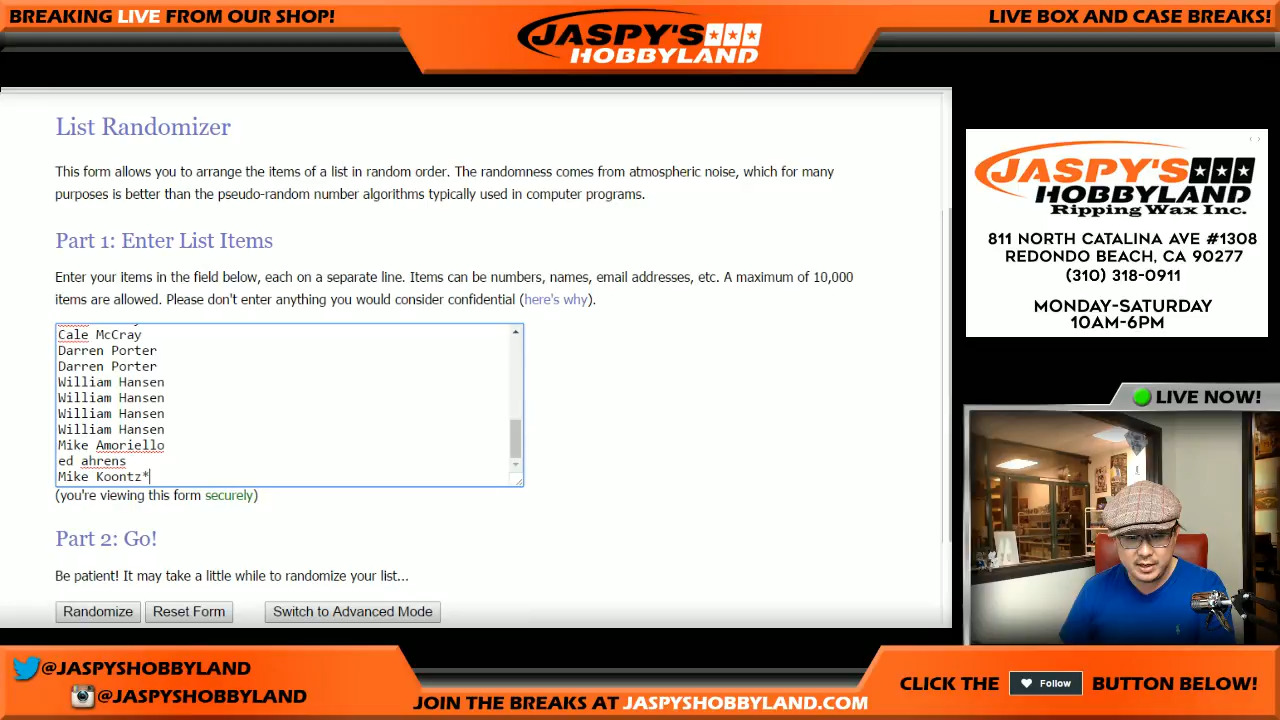 BREAKING LIVE FROM OUR SHOP!
JASPY'S
HOBBYLAND
LIVE BOX AND CASE BREAKS!
List Randomizer
This form allows you to arrange the items of a list in random order. The randomness comes from atmospheric noise, which for many
purposes is better than the pseudo-random number algorithms typically used in computer programs.
Part 1: Enter List Items
Enter your items in the field below, each on a separate line. Items can be numbers, names, email addresses, etc. A maximum of 10,000
items are allowed. Please don't enter anything you would consider confidential (here's why).
Cale McCray
Darren Porter
Darren Porter
William Hansen
William Hansen
William Hansen
William Hansen
Mike Amoriello
ed ahrens
Mike Koontz*
(you're viewing this form securely)
Part 2: Go!
Be patient! It may take a little while to randomize your list...
Randomize
Reset Form
Switch to Advanced Mode
JASPY'S
HOBBYLAND
Ripping Wax Inc.
811 NORTH CATALINA AVE #1308
REDONDO BEACH, CA 90277
(310) 318-0911
MONDAY-SATURDAY
10AM-6PM
LIVE NOW!
@JASPYSHOBBYLAND
@JASPYSHOBBYLAND
JOIN THE BREAKS AT JASPYSHOBBYLAND.COM
CLICK THE
Follow
BUTTON BELOW!